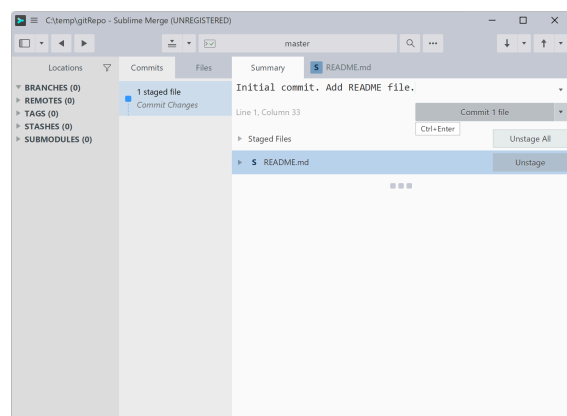 C:\temp\gitRepo - Sublime Merge (UNREGISTERED)
master
Locations
Commits
Files
Summary
S README.md
BRANCHES (0)
REMOTES (0)
TAGS (0)
STASHES (0)
SUBMODULES (0)
1 staged file
Commit Changes
Initial commit. Add README file.
Line 1, Column 33
Commit 1 file
Ctrl+Enter
Staged Files
Unstage All
S README.md
Unstage